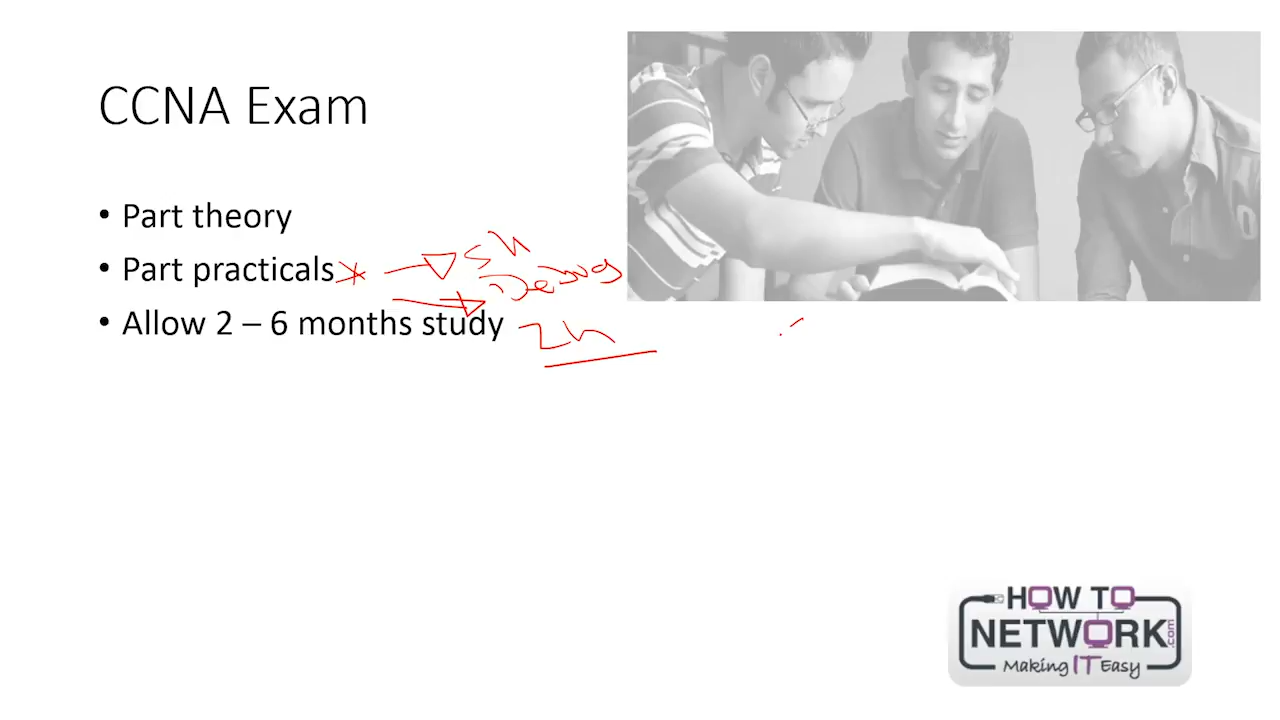 CCNA Exam
• Part theory
• Part practicals
sh
Debug
• Allow 2 – 6 months study
2h
HOW TO
NETWORK.com
Making IT Easy